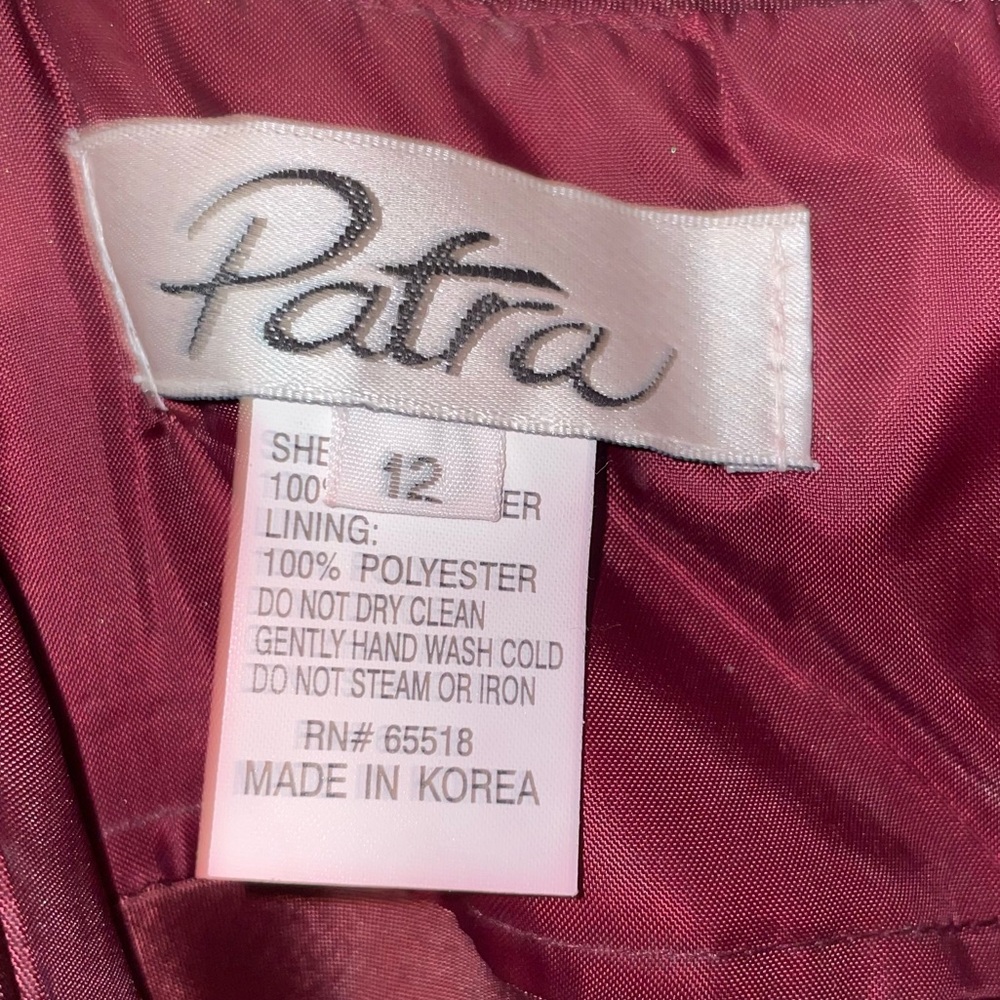 Patra
12
SHE
100
ER
LINING:
100% POLYESTER
DO NOT DRY CLEAN
GENTLY HAND WASH COLD
DO NOT STEAM OR IRON
RN# 65518
MADE IN KOREA